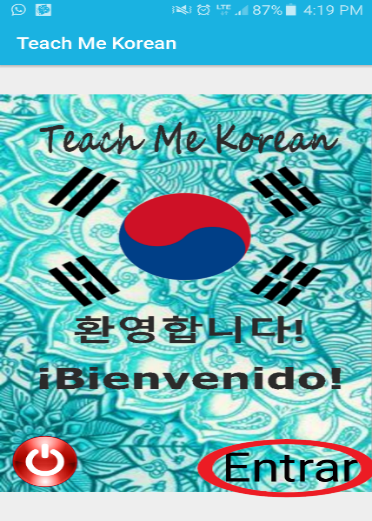 LTE 87% 4:19 PM
Teach Me Korean
Teach Me Korean
환영합니다!
¡Bienvenido!
Entrar